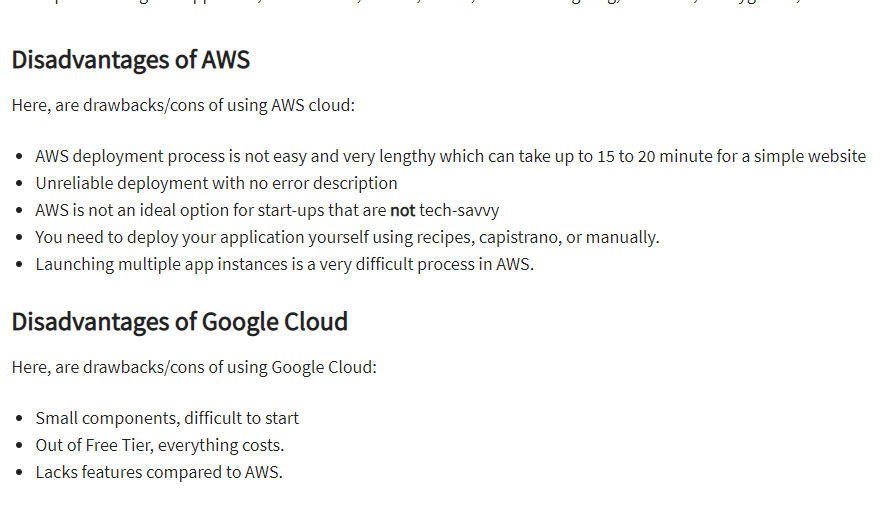 Disadvantages of AWS
Here, are drawbacks/cons of using AWS cloud:
AWS deployment process is not easy and very lengthy which can take up to 15 to 20 minute for a simple website
Unreliable deployment with no error description
AWS is not an ideal option for start-ups that are not tech-savvy
You need to deploy your application yourself using recipes, capistrano, or manually.
Launching multiple app instances is a very difficult process in AWS.
Disadvantages of Google Cloud
Here, are drawbacks/cons of using Google Cloud:
Small components, difficult to start
Out of Free Tier, everything costs.
Lacks features compared to AWS.